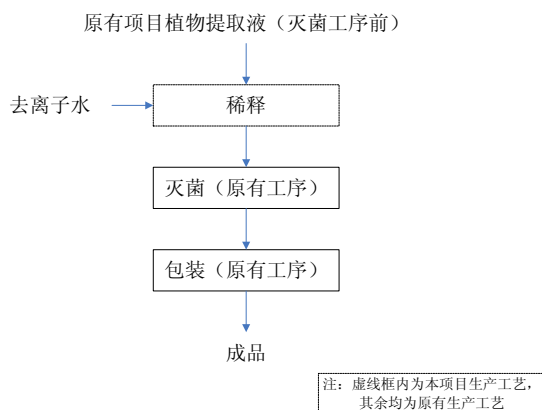 原有项目植物提取液（灭菌工序前）
去离子水
稀释
灭菌（原有工序）
包装（原有工序）
成品
注：虚线框内为本项目生产工艺，
其余均为原有生产工艺